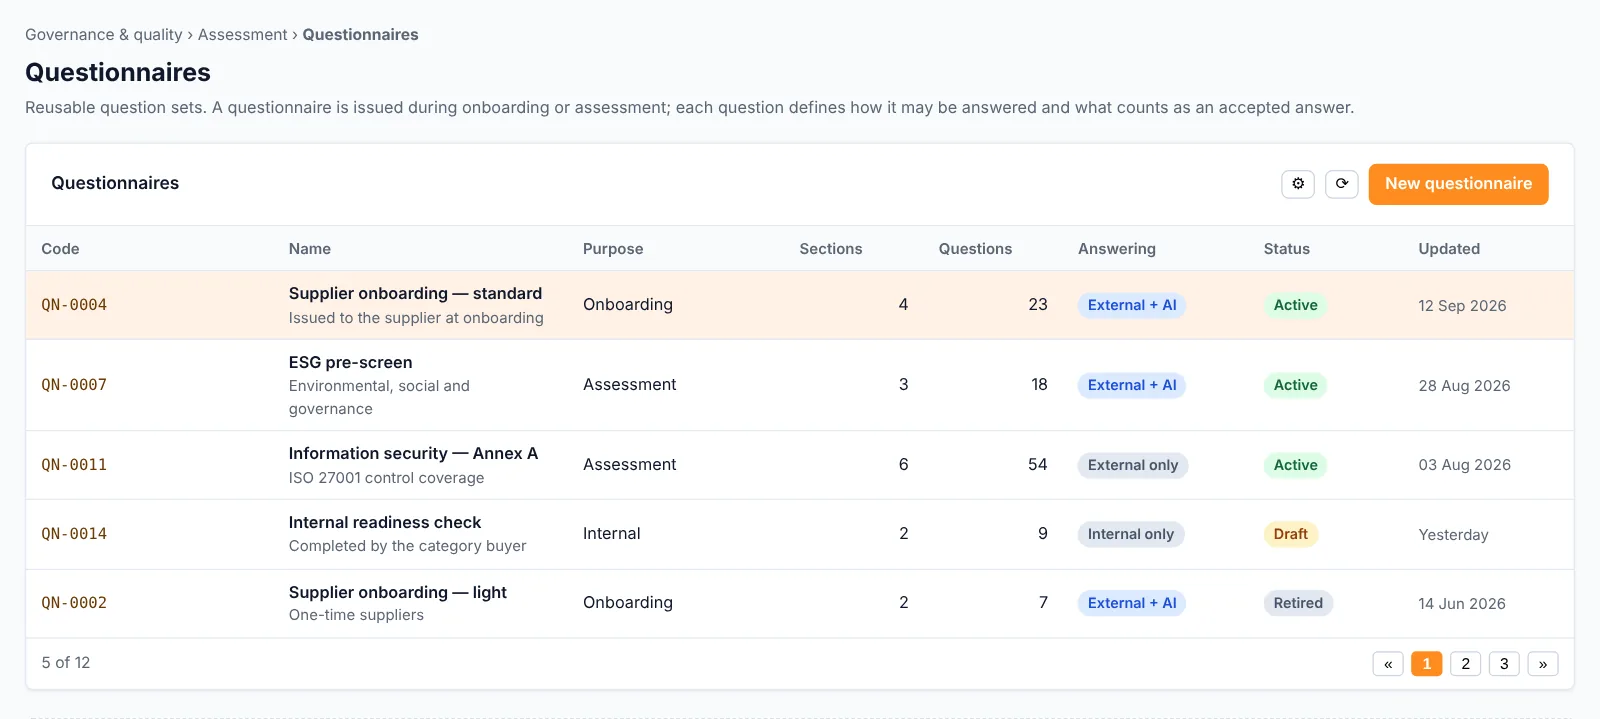 Governance & quality › Assessment › Questionnaires
Questionnaires
Reusable question sets. A questionnaire is issued during onboarding or assessment; each question defines how it may be answered and what counts as an accepted answer.
Questionnaires
⚙ ⟳ New questionnaire
Code Name Purpose Sections Questions Answering Status Updated
QN-0004 Supplier onboarding — standard Onboarding 4 23 External + AI Active 12 Sep 2026
Issued to the supplier at onboarding
QN-0007 ESG pre-screen Assessment 3 18 External + AI Active 28 Aug 2026
Environmental, social and
governance
QN-0011 Information security — Annex A Assessment 6 54 External only Active 03 Aug 2026
ISO 27001 control coverage
QN-0014 Internal readiness check Internal 2 9 Internal only Draft Yesterday
Completed by the category buyer
QN-0002 Supplier onboarding — light Onboarding 2 7 External + AI Retired 14 Jun 2026
One-time suppliers
5 of 12 « 1 2 3 »